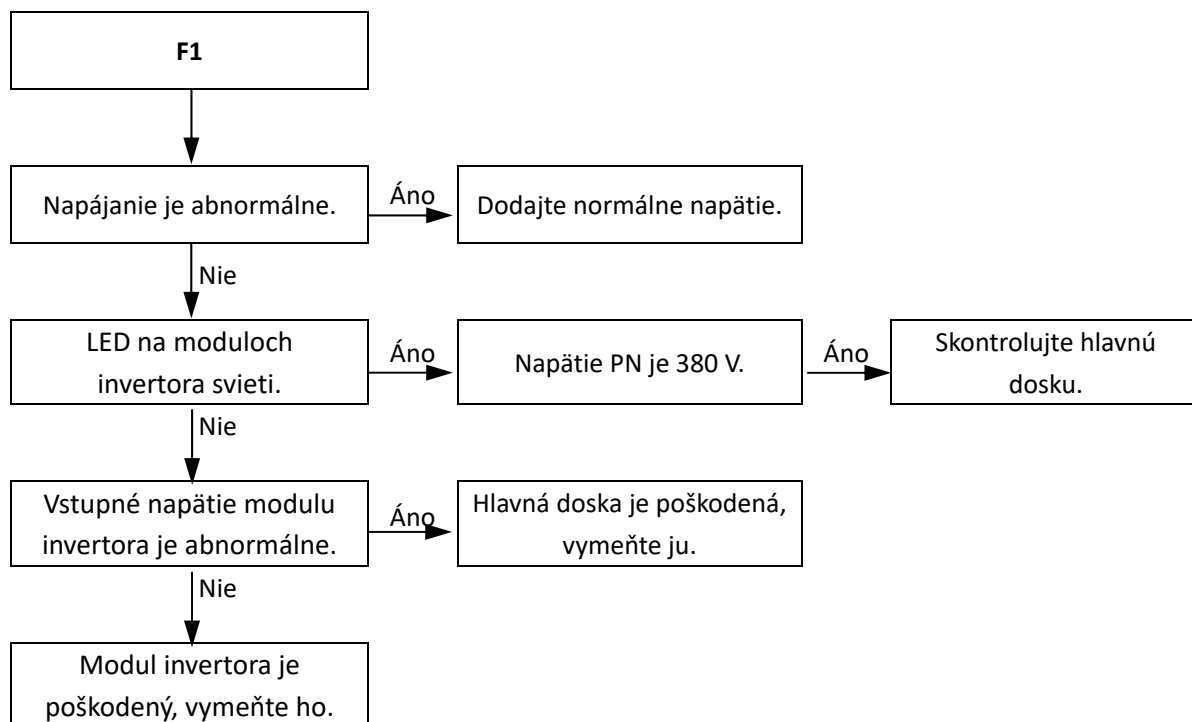 F1
Napájanie je abnormálne.
Áno
Dodajte normálne napätie.
Nie
LED na moduloch
invertora svieti.
Áno
Napätie PN je 380 V.
Áno
Skontrolujte hlavnú
dosku.
Nie
Vstupné napätie modulu
invertora je abnormálne.
Áno
Hlavná doska je poškodená,
vymeňte ju.
Nie
Modul invertora je
poškodený, vymeňte ho.